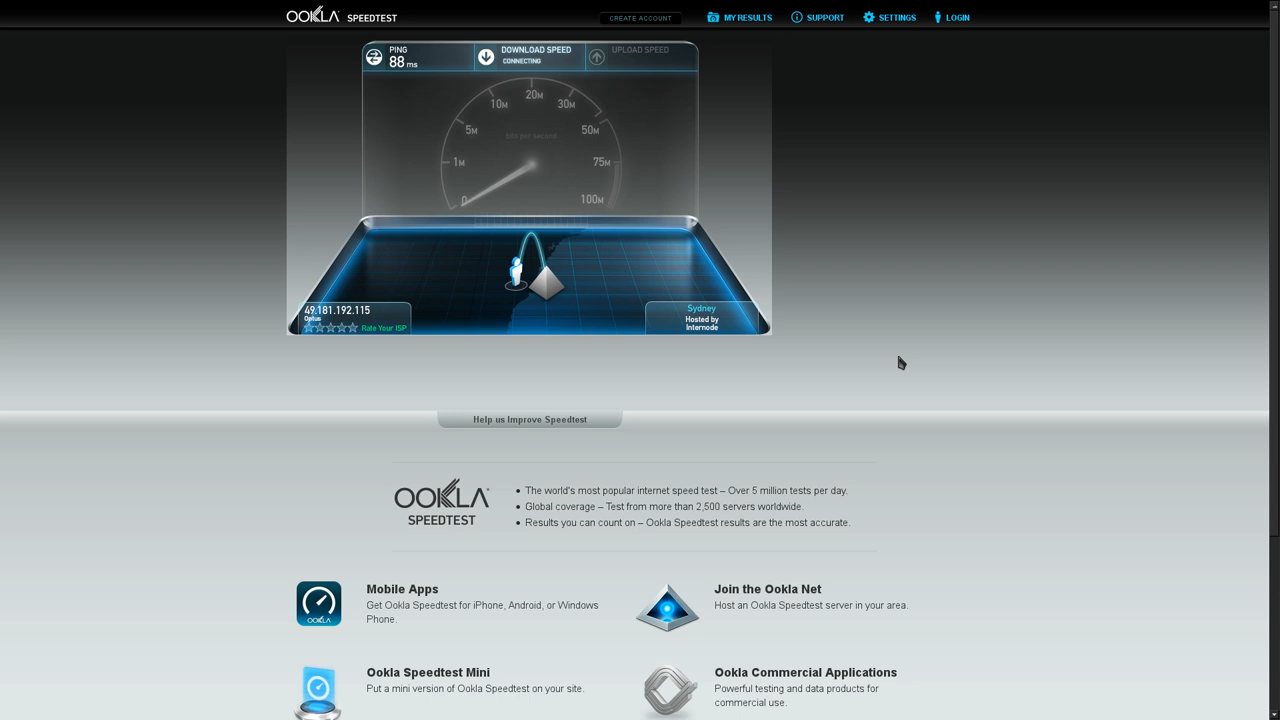 OOKLA SPEEDTEST
CREATE ACCOUNT
MY RESULTS
SUPPORT
SETTINGS
LOGIN
PING
88 ms
DOWNLOAD SPEED
CONNECTING
UPLOAD SPEED
20M
10M
30M
5M
50M
bits per second
1M
75M
0
100M
49.181.192.115
Optus
Rate Your ISP
Sydney
Hosted by
Internode
Help us Improve Speedtest
OOKLA®
SPEEDTEST
• The world's most popular internet speed test – Over 5 million tests per day.
• Global coverage – Test from more than 2,500 servers worldwide.
• Results you can count on – Ookla Speedtest results are the most accurate.
OOKLA
Mobile Apps
Get Ookla Speedtest for iPhone, Android, or Windows
Phone.
Join the Ookla Net
Host an Ookla Speedtest server in your area.
Ookla Speedtest Mini
Put a mini version of Ookla Speedtest on your site.
Ookla Commercial Applications
Powerful testing and data products for
commercial use.